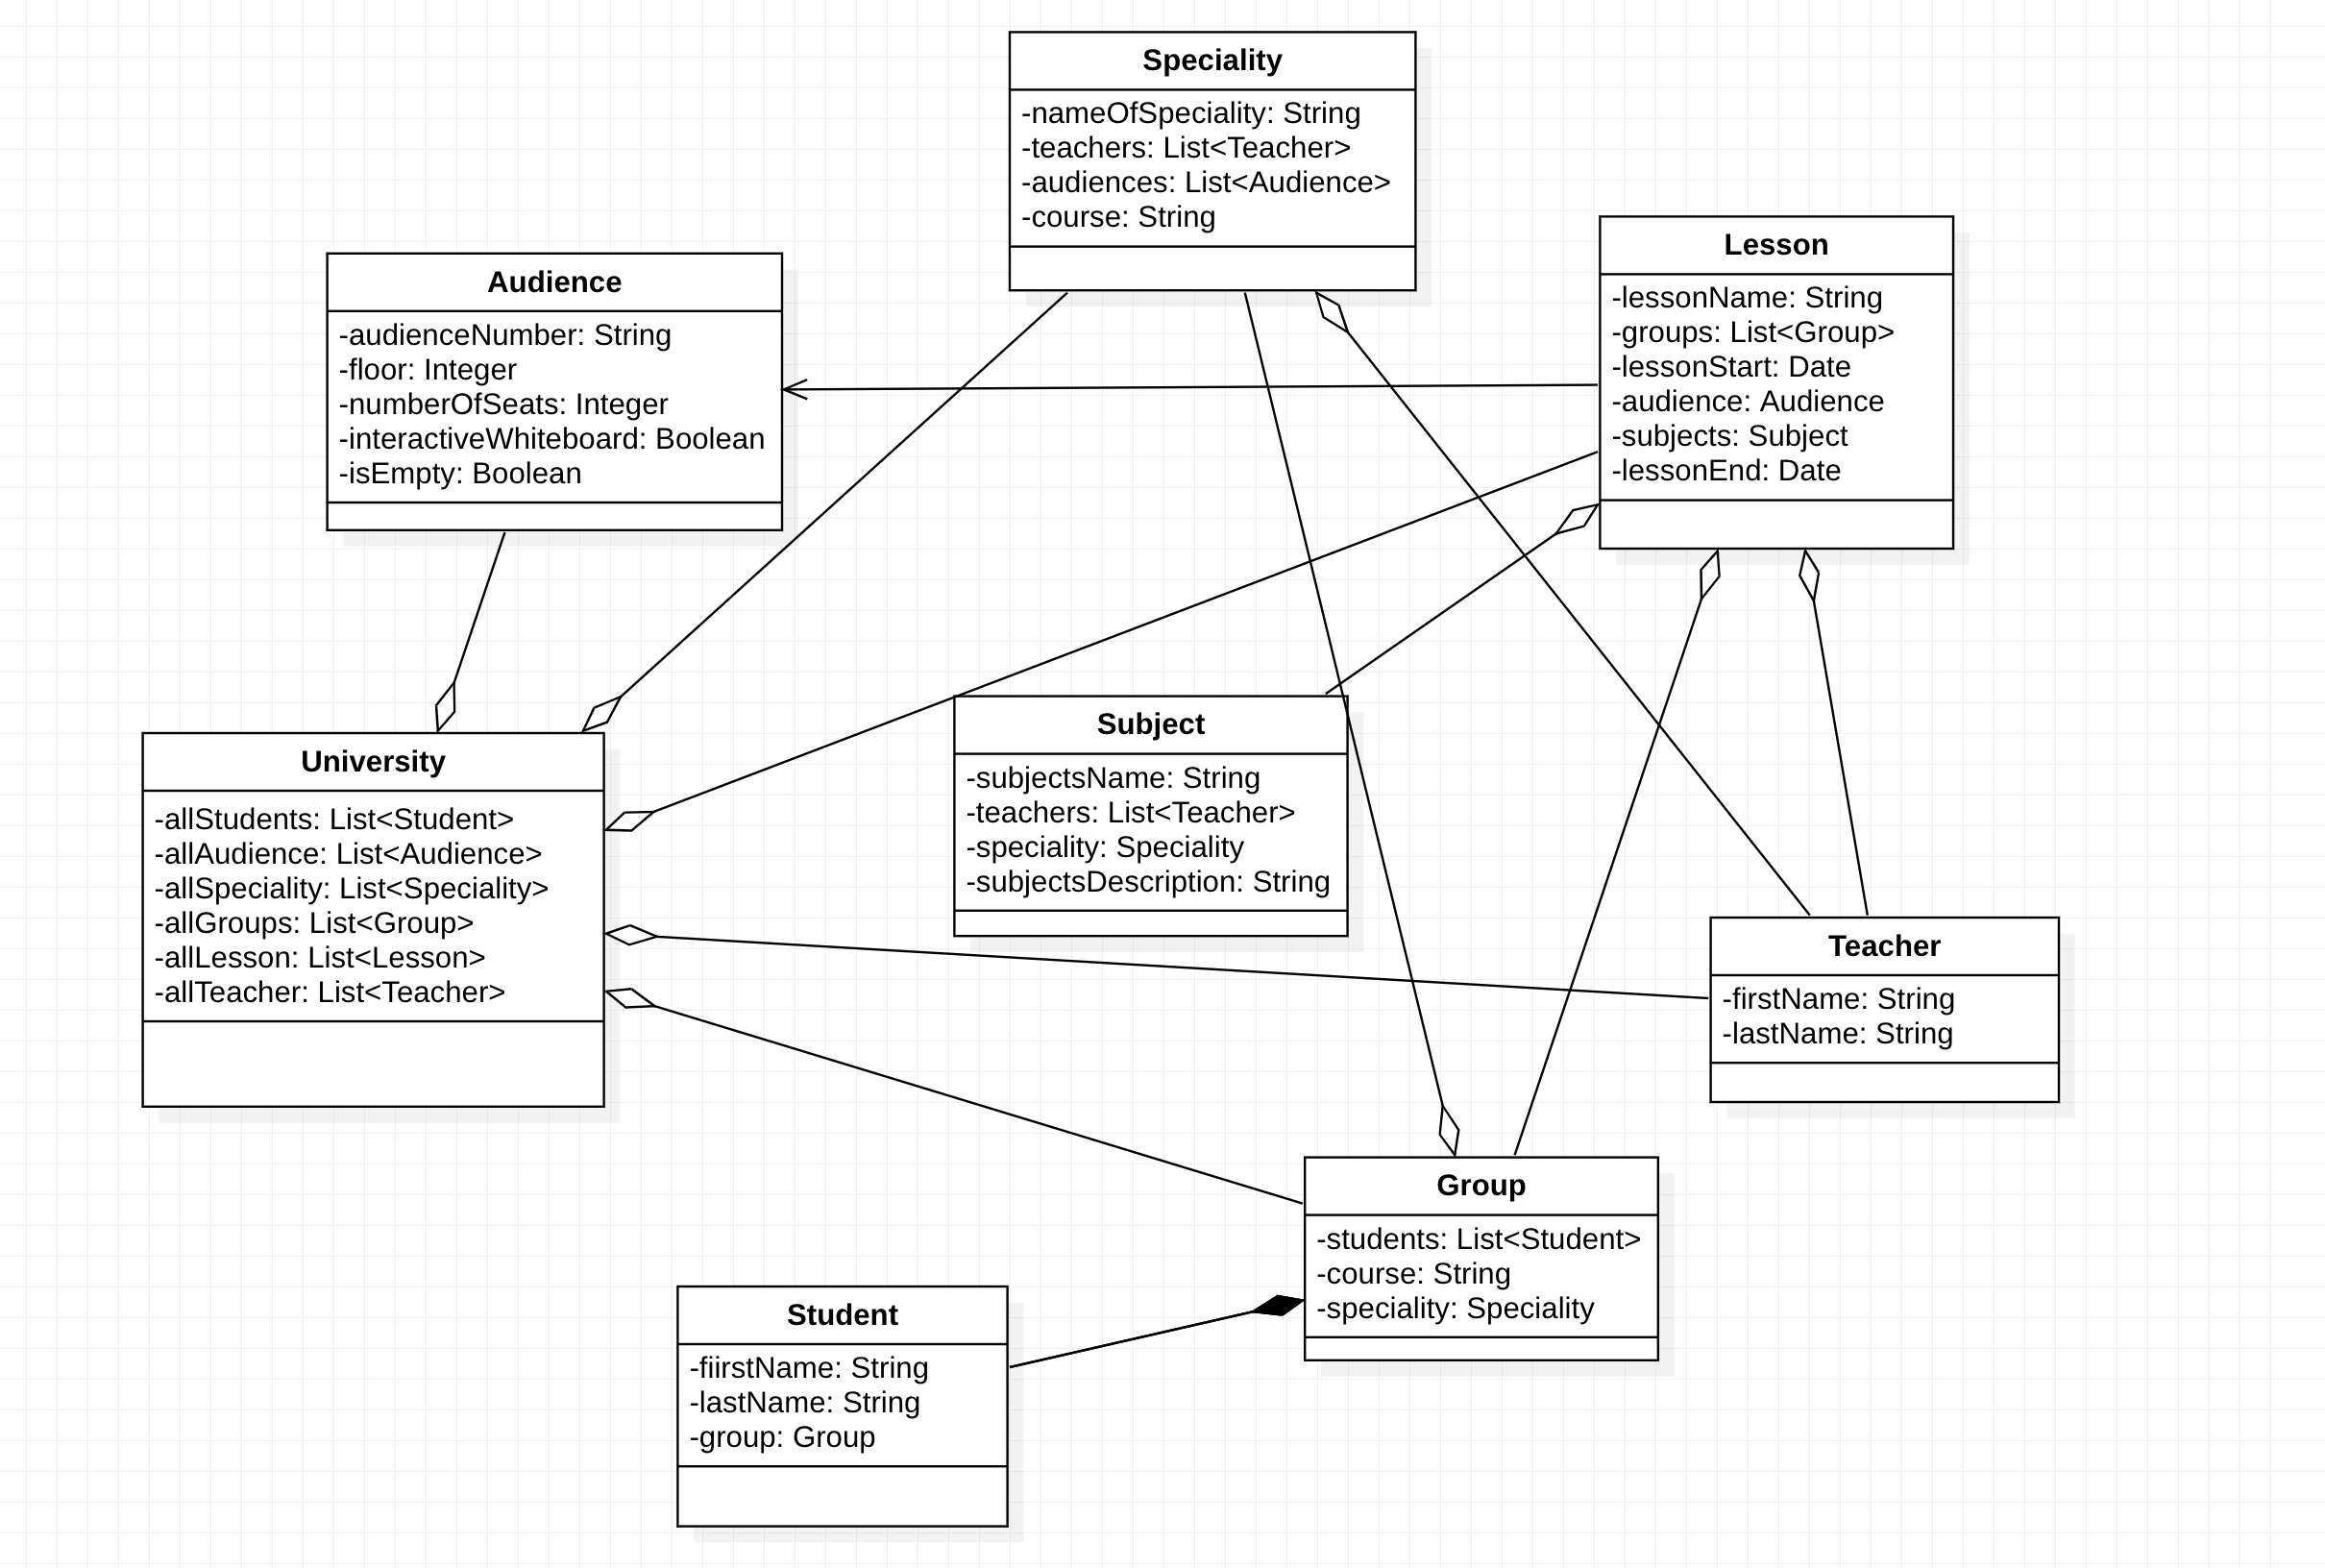 Speciality
-nameOfSpeciality: String
-teachers: List<Teacher>
-audiences: List<Audience>
-course: String
Lesson
-lessonName: String
-groups: List<Group>
-lessonStart: Date
-audience: Audience
-subjects: Subject
-lessonEnd: Date
Audience
-audienceNumber: String
-floor: Integer
-numberOfSeats: Integer
-interactiveWhiteboard: Boolean
-isEmpty: Boolean
University
-allStudents: List<Student>
-allAudience: List<Audience>
-allSpeciality: List<Speciality>
-allGroups: List<Group>
-allLesson: List<Lesson>
-allTeacher: List<Teacher>
Subject
-subjectsName: String
-teachers: List<Teacher>
-speciality: Speciality
-subjectsDescription: String
Teacher
-firstName: String
-lastName: String
Group
-students: List<Student>
-course: String
-speciality: Speciality
Student
-fiirstName: String
-lastName: String
-group: Group